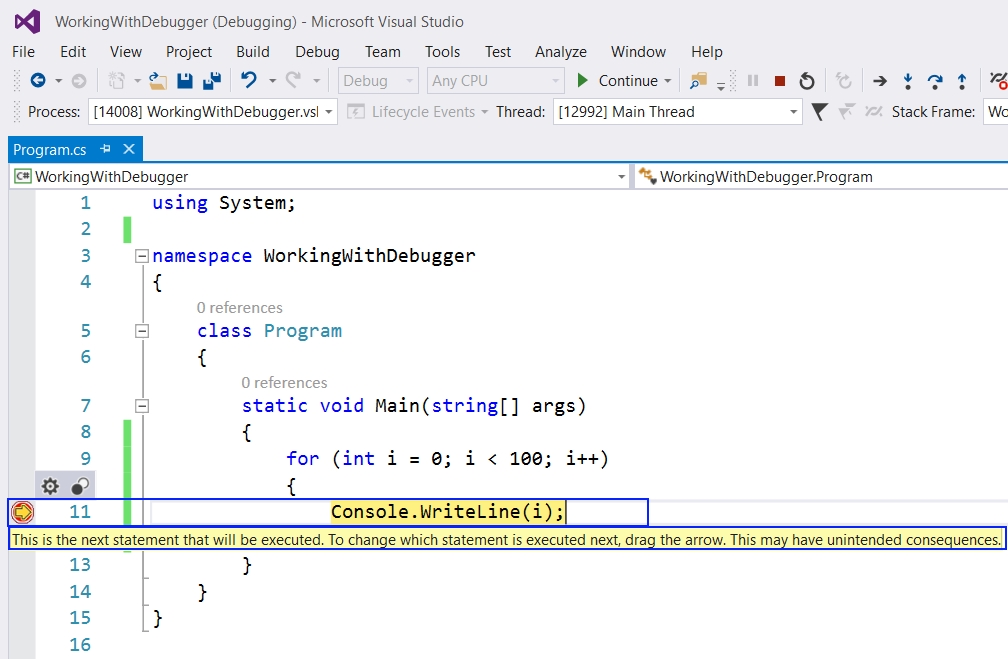 WorkingWithDebugger (Debugging) - Microsoft Visual Studio
File Edit View Project Build Debug Team Tools Test Analyze Window Help
Debug Any CPU Continue
Process: [14008] WorkingWithDebugger.vsl Lifecycle Events Thread: [12992] Main Thread Stack Frame: Wo
Program.cs
C# WorkingWithDebugger WorkingWithDebugger.Program
1 using System;
2
3 namespace WorkingWithDebugger
4 {
0 references
5 class Program
6 {
0 references
7 static void Main(string[] args)
8 {
9 for (int i = 0; i < 100; i++)
{
11 Console.WriteLine(i);
This is the next statement that will be executed. To change which statement is executed next, drag the arrow. This may have unintended consequences.
13 }
14 }
15 }
16